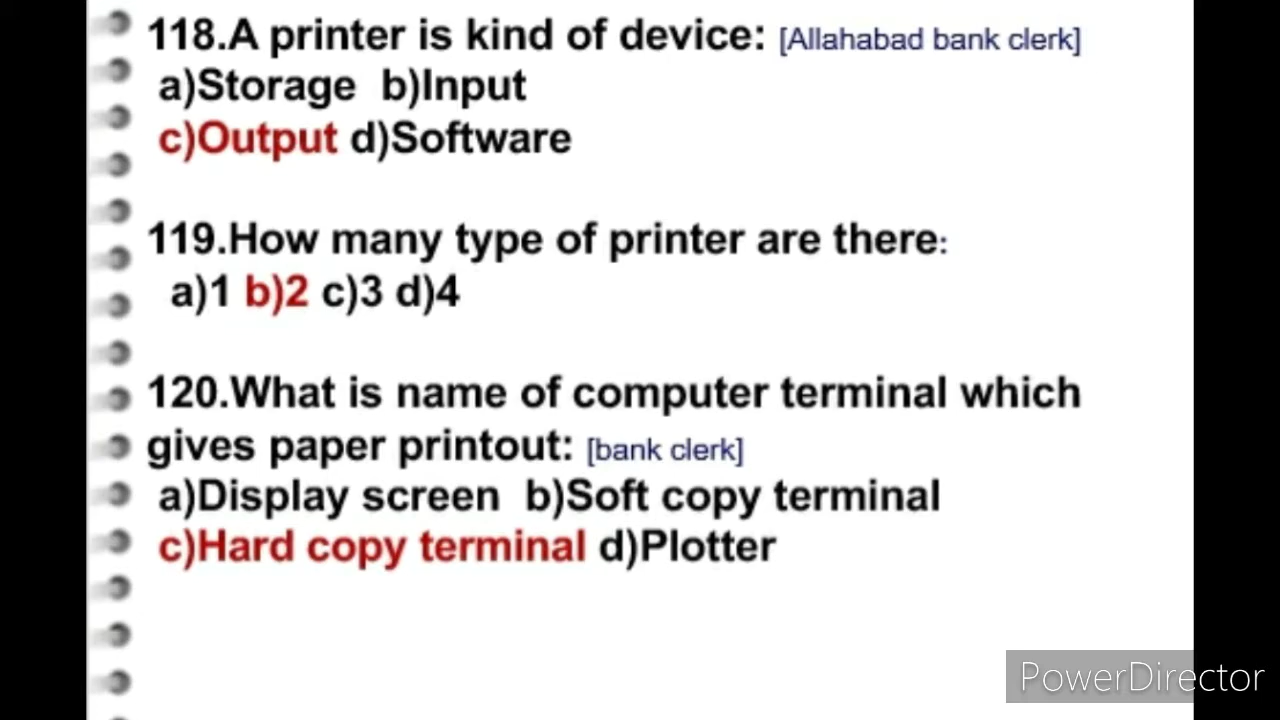 118.A printer is kind of device: [Allahabad bank clerk]
a)Storage b)Input
c)Output d)Software
119.How many type of printer are there:
a)1 b)2 c)3 d)4
120.What is name of computer terminal which
gives paper printout: [bank clerk]
a)Display screen b)Soft copy terminal
c)Hard copy terminal d)Plotter
PowerDirector